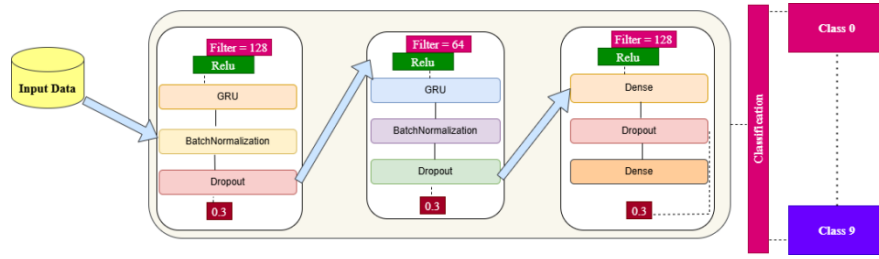 Input Data
Filter = 128
Relu
GRU
BatchNormalization
Dropout
0.3
Filter = 64
Relu
GRU
BatchNormalization
Dropout
0.3
Filter = 128
Relu
Dense
Dropout
Dense
0.3
Classification
Class 0
Class 9